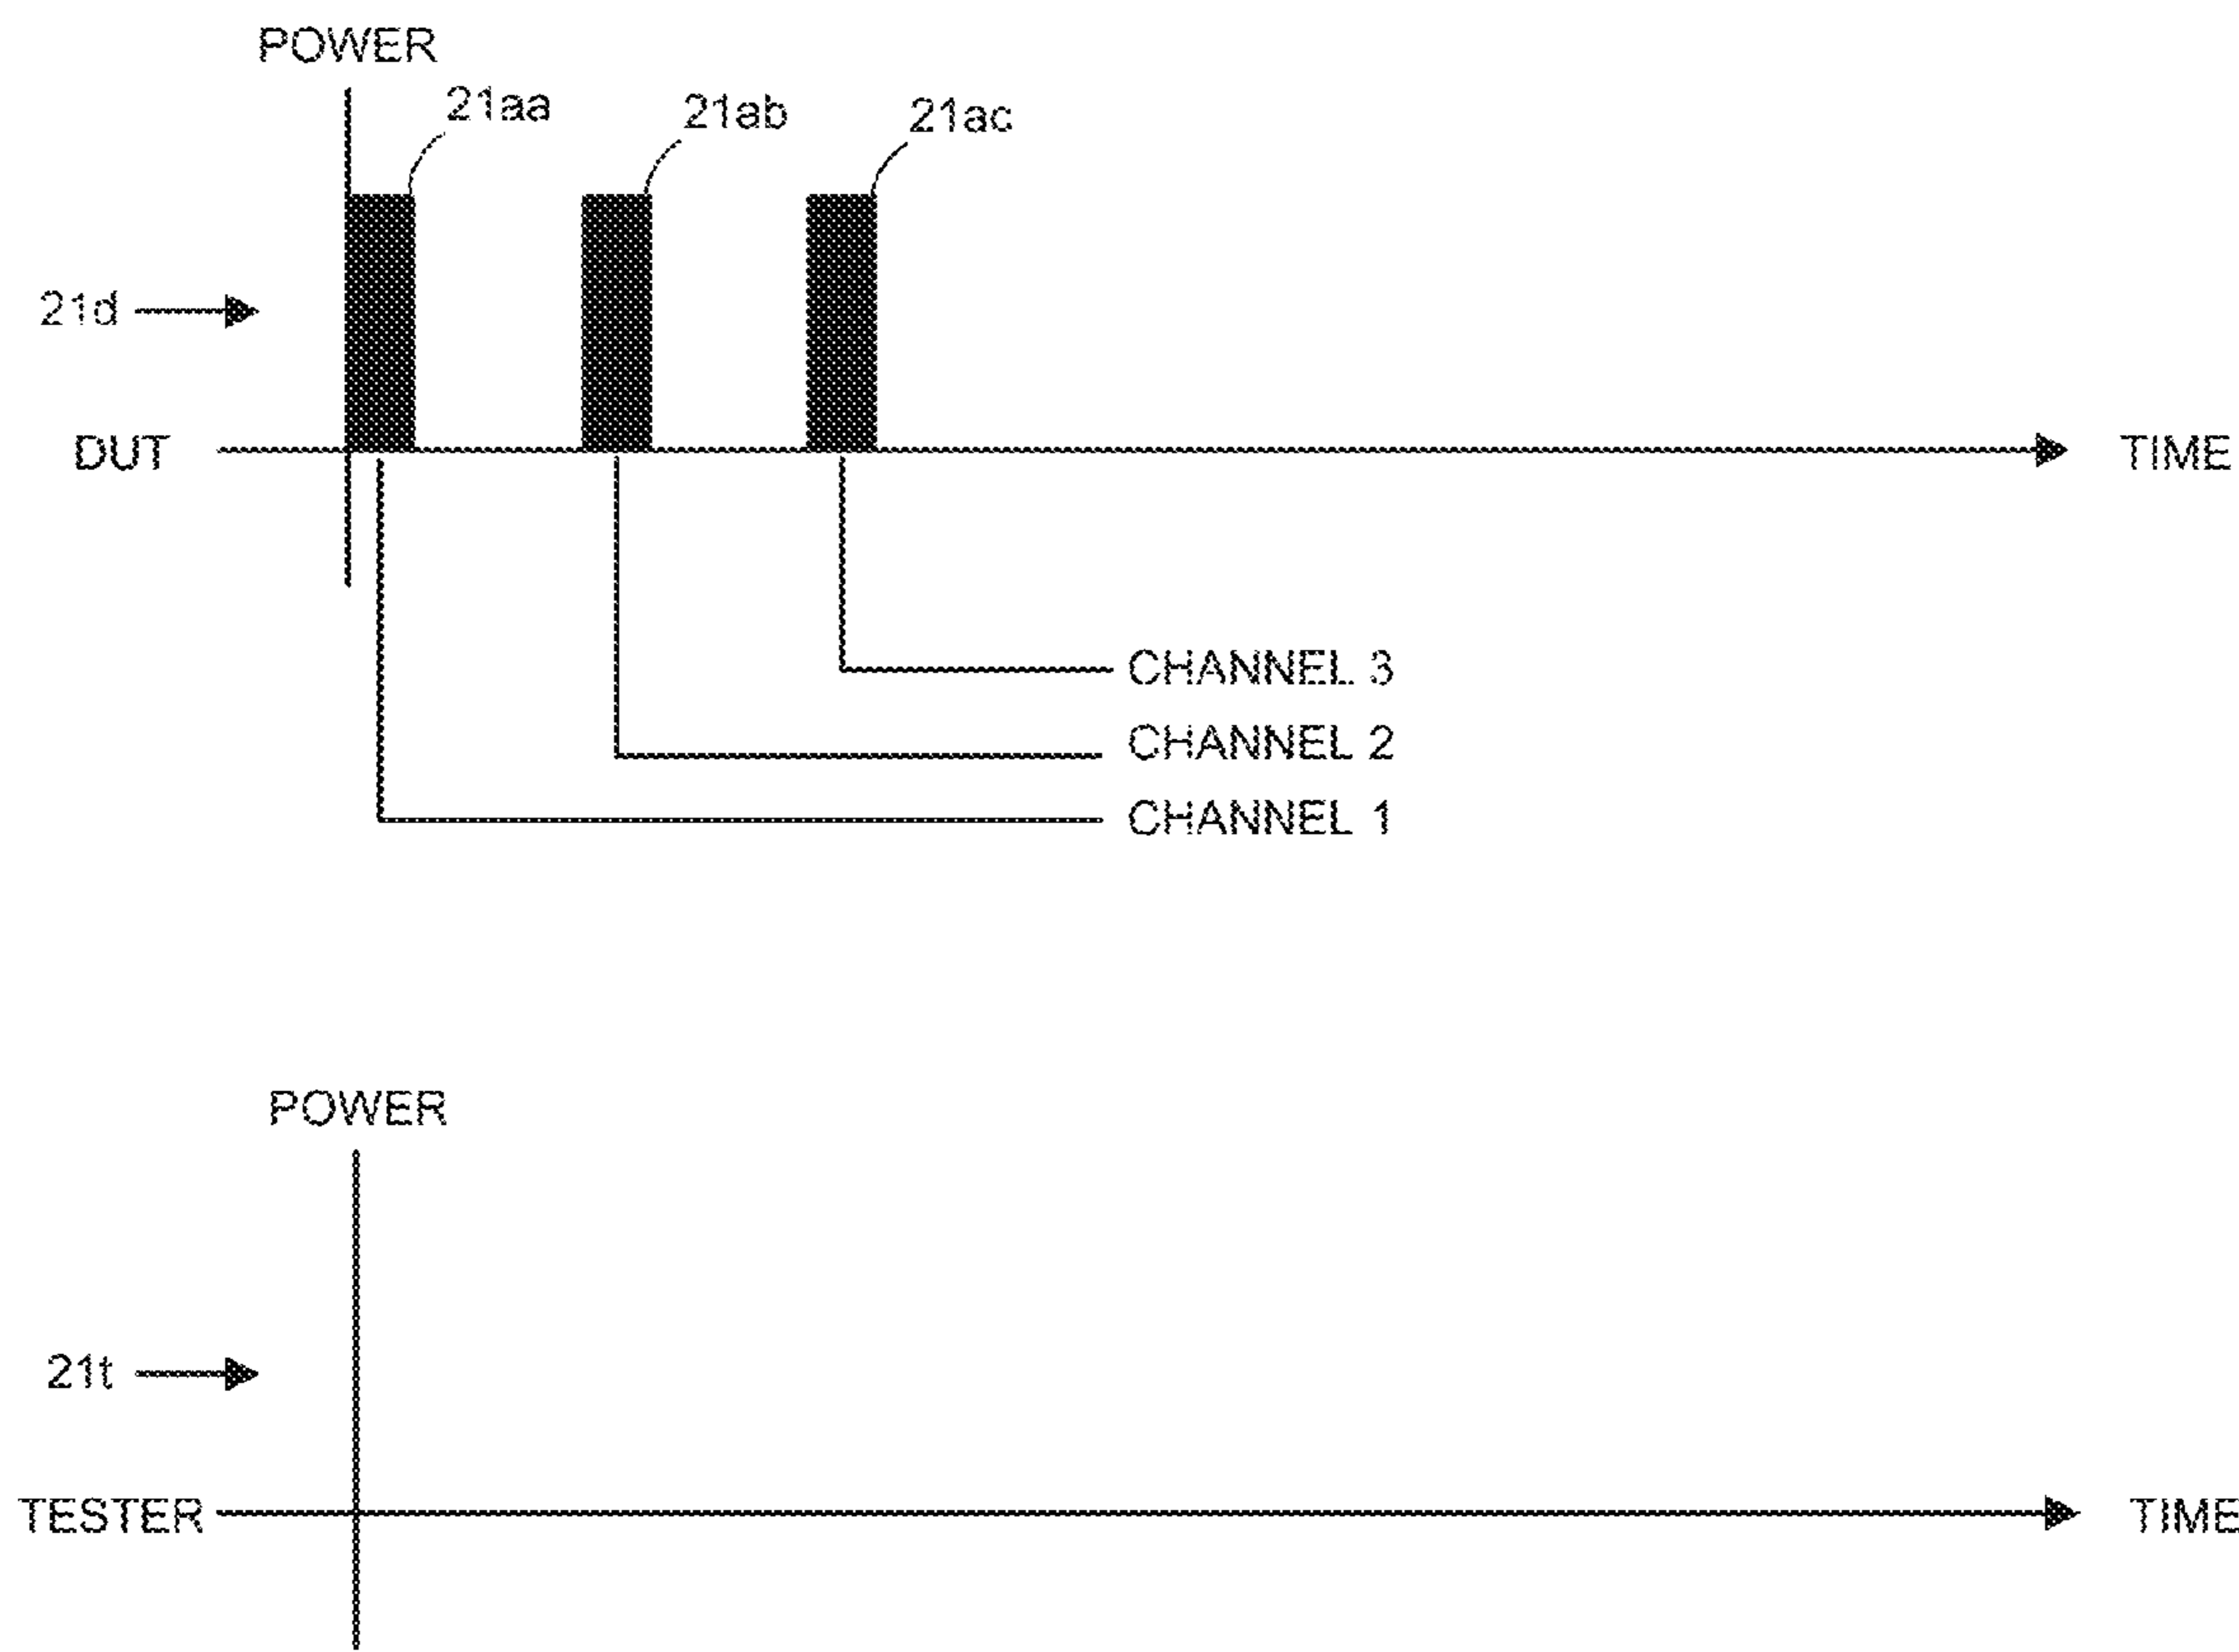 POWER
21aa
21ab
21ac
21d
DUT
TIME
CHANNEL 3
CHANNEL 2
CHANNEL 1
POWER
21t
TESTER
TIME